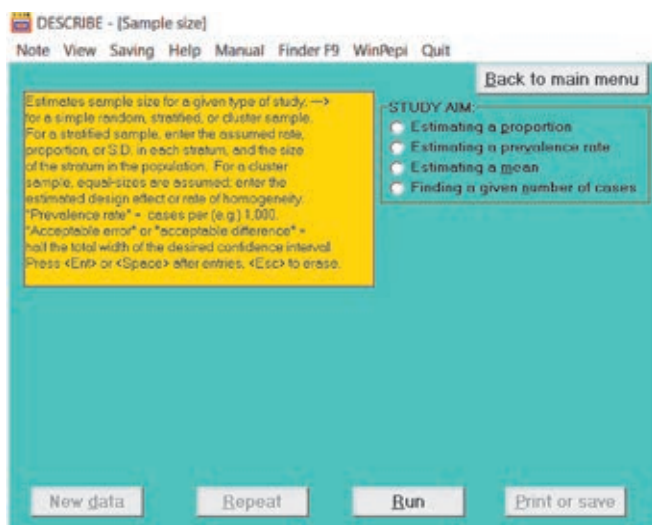 DESCRIBE - [Sample size]
Note View Saving Help Manual Finder F9 WinPepi Quit
Back to main menu
Estimates sample size for a given type of study, -->
for a simple random, stratified, or cluster sample.
For a stratified sample, enter the assumed rate,
proportion, or S.D. in each stratum, and the size
of the stratum in the population. For a cluster
sample, equal-sizes are assumed; enter the
estimated design effect or rate of homogeneity.
"Prevalence rate" = cases per (e.g.) 1,000.
"Acceptable error" or "acceptable difference" =
half the total width of the desired confidence interval
Press <Ent> or <Space> after entries, <Esc> to erase.
STUDY AIM:
Estimating a proportion
Estimating a prevalence rate
Estimating a mean
Finding a given number of cases
New data Repeat Run Print or save